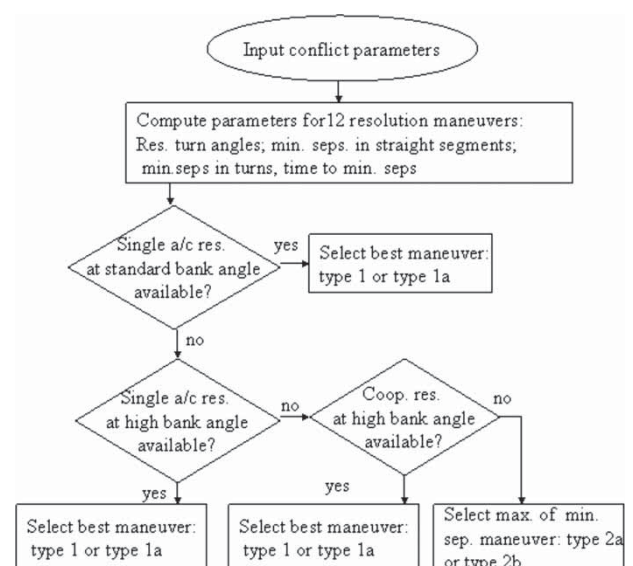 Input conflict parameters
Compute parameters for12 resolution maneuvers:
Res. turn angles; min. seps. in straight segments;
min.seps in turns, time to min. seps
Single a/c res.
at standard bank angle
available?
yes
Select best maneuver:
type 1 or type 1a
no
Single a/c res.
at high bank angle
available?
no
Coop. res.
at high bank angle
available?
no
yes
yes
Select best maneuver:
type 1 or type 1a
Select best maneuver:
type 1 or type 1a
Select max. of min.
sep. maneuver: type 2a
or type 2b